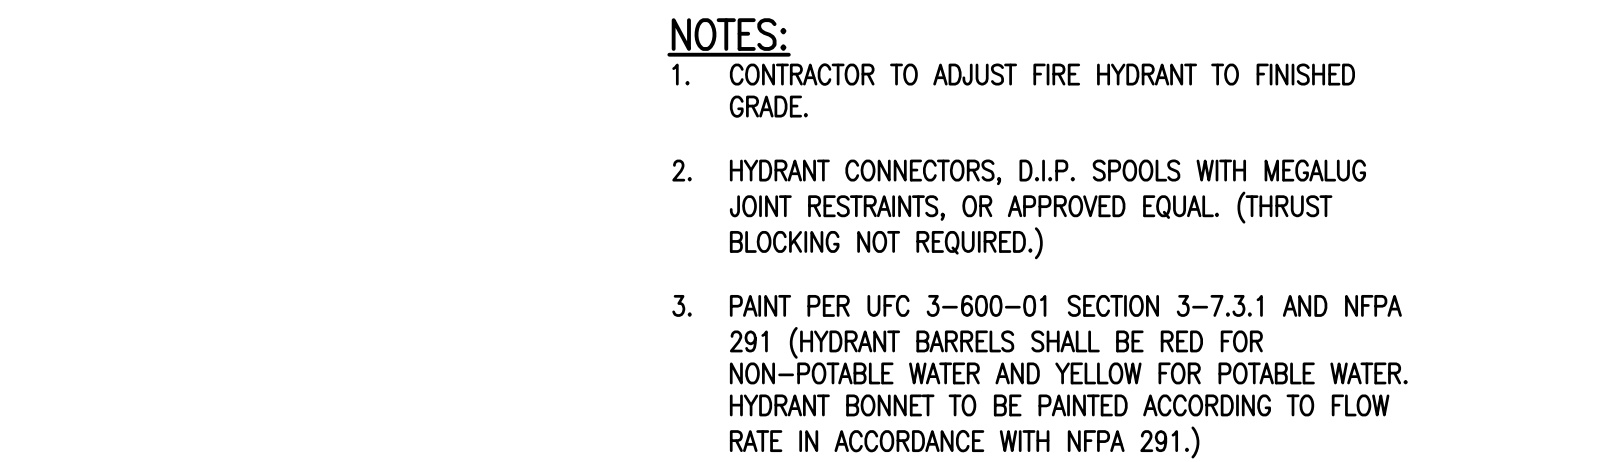 NOTES:
1. CONTRACTOR TO ADJUST FIRE HYDRANT TO FINISHED
GRADE.
2. HYDRANT CONNECTORS, D.I.P. SPOOLS WITH MEGALUG
JOINT RESTRAINTS, OR APPROVED EQUAL. (THRUST
BLOCKING NOT REQUIRED.)
3. PAINT PER UFC 3-600-01 SECTION 3-7.3.1 AND NFPA
291 (HYDRANT BARRELS SHALL BE RED FOR
NON-POTABLE WATER AND YELLOW FOR POTABLE WATER.
HYDRANT BONNET TO BE PAINTED ACCORDING TO FLOW
RATE IN ACCORDANCE WITH NFPA 291.)